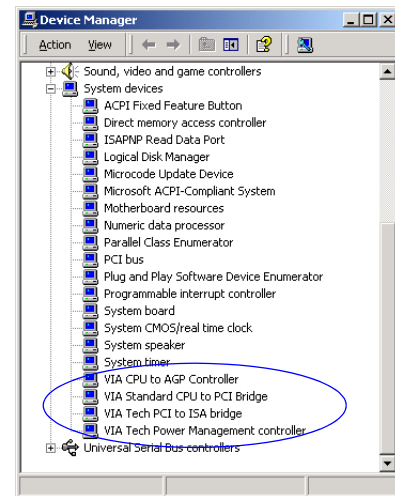 Device Manager
Action View
Sound, video and game controllers
System devices
ACPI Fixed Feature Button
Direct memory access controller
ISAPNP Read Data Port
Logical Disk Manager
Microcode Update Device
Microsoft ACPI-Compliant System
Motherboard resources
Numeric data processor
Parallel Class Enumerator
PCI bus
Plug and Play Software Device Enumerator
Programmable interrupt controller
System board
System CMOS/real time clock
System speaker
System timer
VIA CPU to AGP Controller
VIA Standard CPU to PCI Bridge
VIA Tech PCI to ISA bridge
VIA Tech Power Management controller
Universal Serial Bus controllers